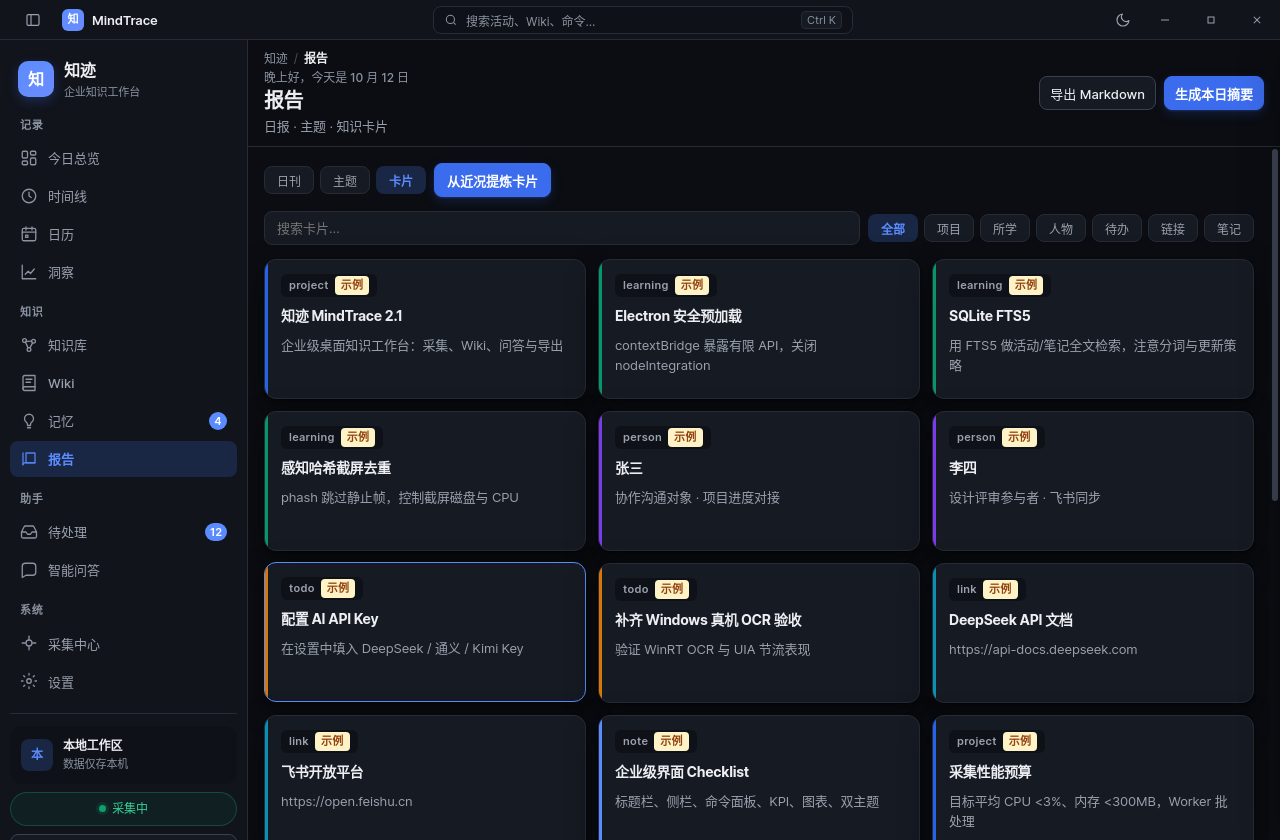 知 MindTrace
搜索活动、Wiki、命令... Ctrl K
知 知迹
企业知识工作台
记录
今日总览
时间线
日历
洞察
知识
知识库
Wiki
记忆 4
报告
助手
待处理 12
智能问答
系统
采集中心
设置
本 本地工作区
数据仅存本机
采集中
知迹 / 报告
晚上好，今天是 10 月 12 日
报告
日报 · 主题 · 知识卡片
导出 Markdown 生成本日摘要
日刊 主题 卡片 从近况提炼卡片
搜索卡片... 全部 项目 所学 人物 待办 链接 笔记
project 示例
知迹 MindTrace 2.1
企业级桌面知识工作台：采集、Wiki、问答与导出
learning 示例
Electron 安全预加载
contextBridge 暴露有限 API，关闭
nodeIntegration
learning 示例
SQLite FTS5
用 FTS5 做活动/笔记全文检索，注意分词与更新策
略
learning 示例
感知哈希截屏去重
phash 跳过静止帧，控制截屏磁盘与 CPU
person 示例
张三
协作沟通对象 · 项目进度对接
person 示例
李四
设计评审参与者 · 飞书同步
todo 示例
配置 AI API Key
在设置中填入 DeepSeek / 通义 / Kimi Key
todo 示例
补齐 Windows 真机 OCR 验收
验证 WinRT OCR 与 UIA 节流表现
link 示例
DeepSeek API 文档
https://api-docs.deepseek.com
link 示例
飞书开放平台
https://open.feishu.cn
note 示例
企业级界面 Checklist
标题栏、侧栏、命令面板、KPI、图表、双主题
project 示例
采集性能预算
目标平均 CPU <3%、内存 <300MB，Worker 批
处理